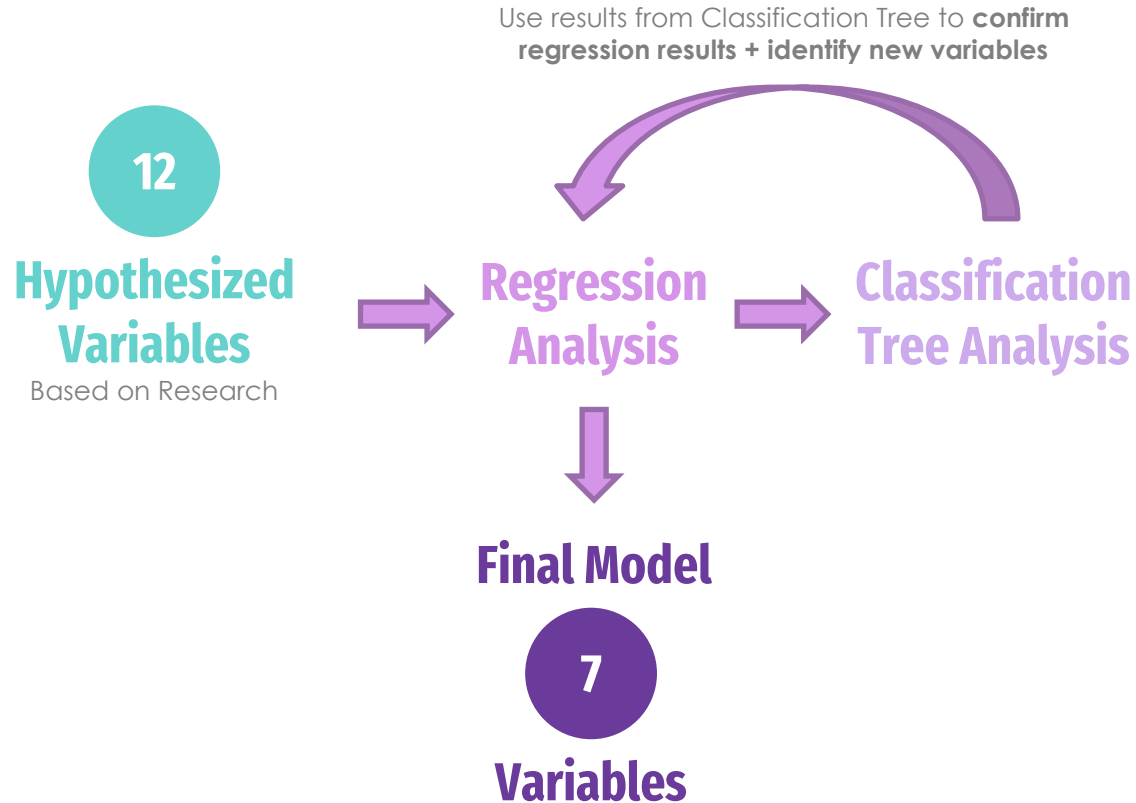 Use results from Classification Tree to confirm
regression results + identify new variables
12
Hypothesized
Variables
Based on Research
Regression
Analysis
Classification
Tree Analysis
Final Model
7
Variables